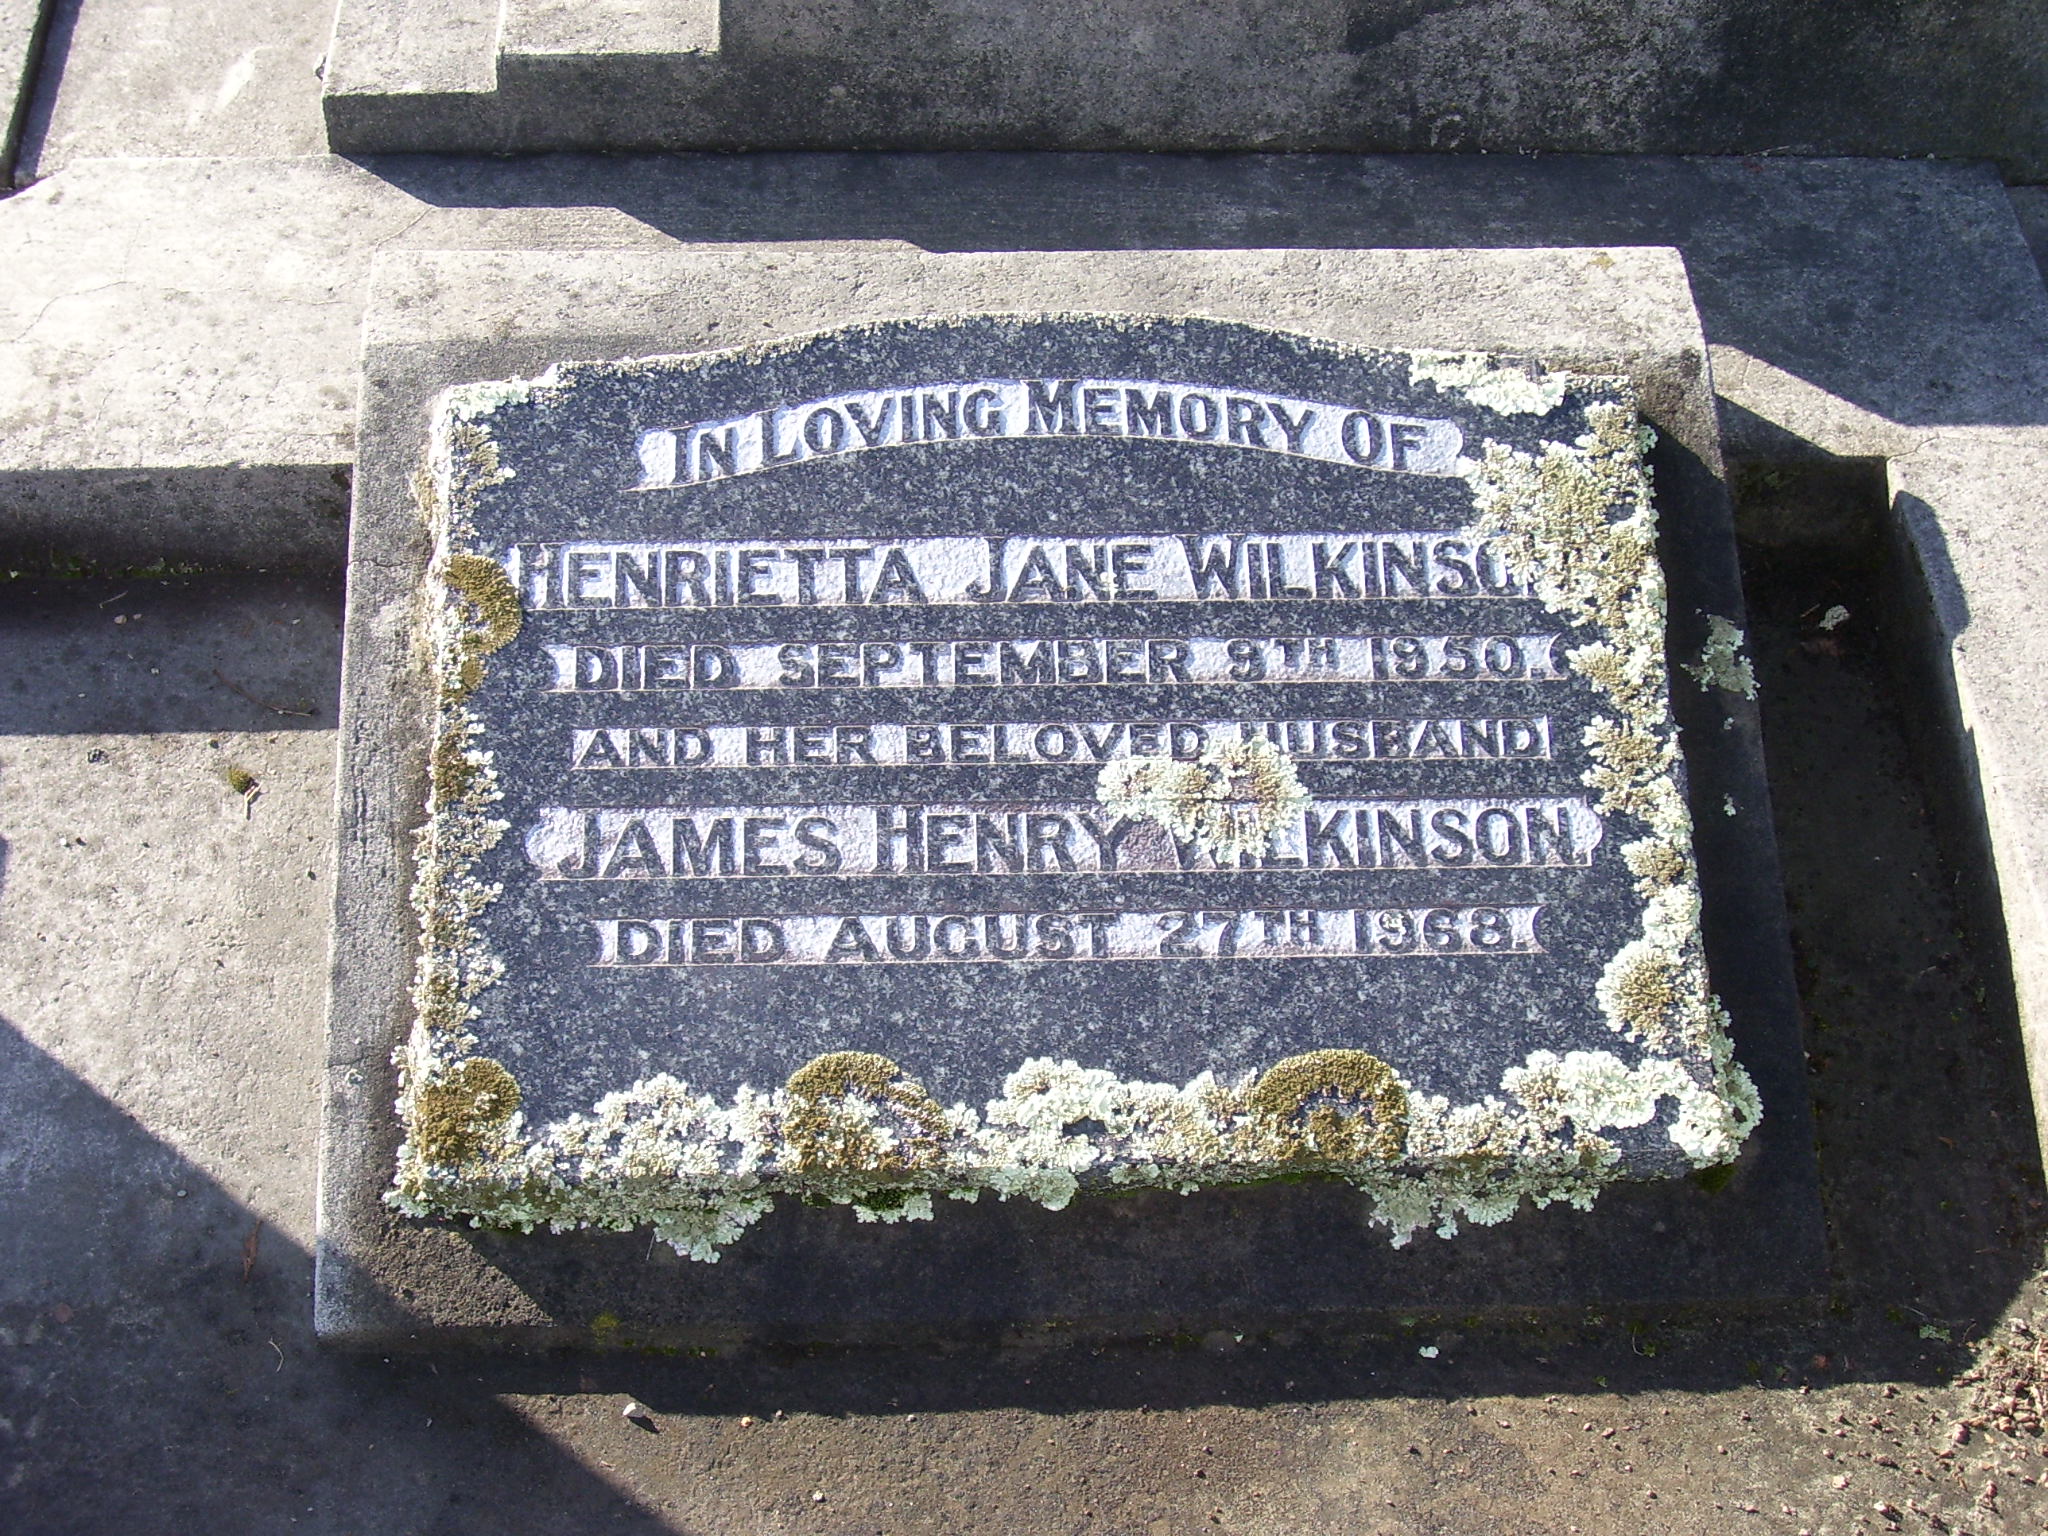 IN LOVING MEMORY OF
HENRIETTA JANE WILKINSON
DIED SEPTEMBER 9TH 1950.
AND HER BELOVED HUSBAND
JAMES HENRY WILKINSON.
DIED AUGUST 27TH 1968.